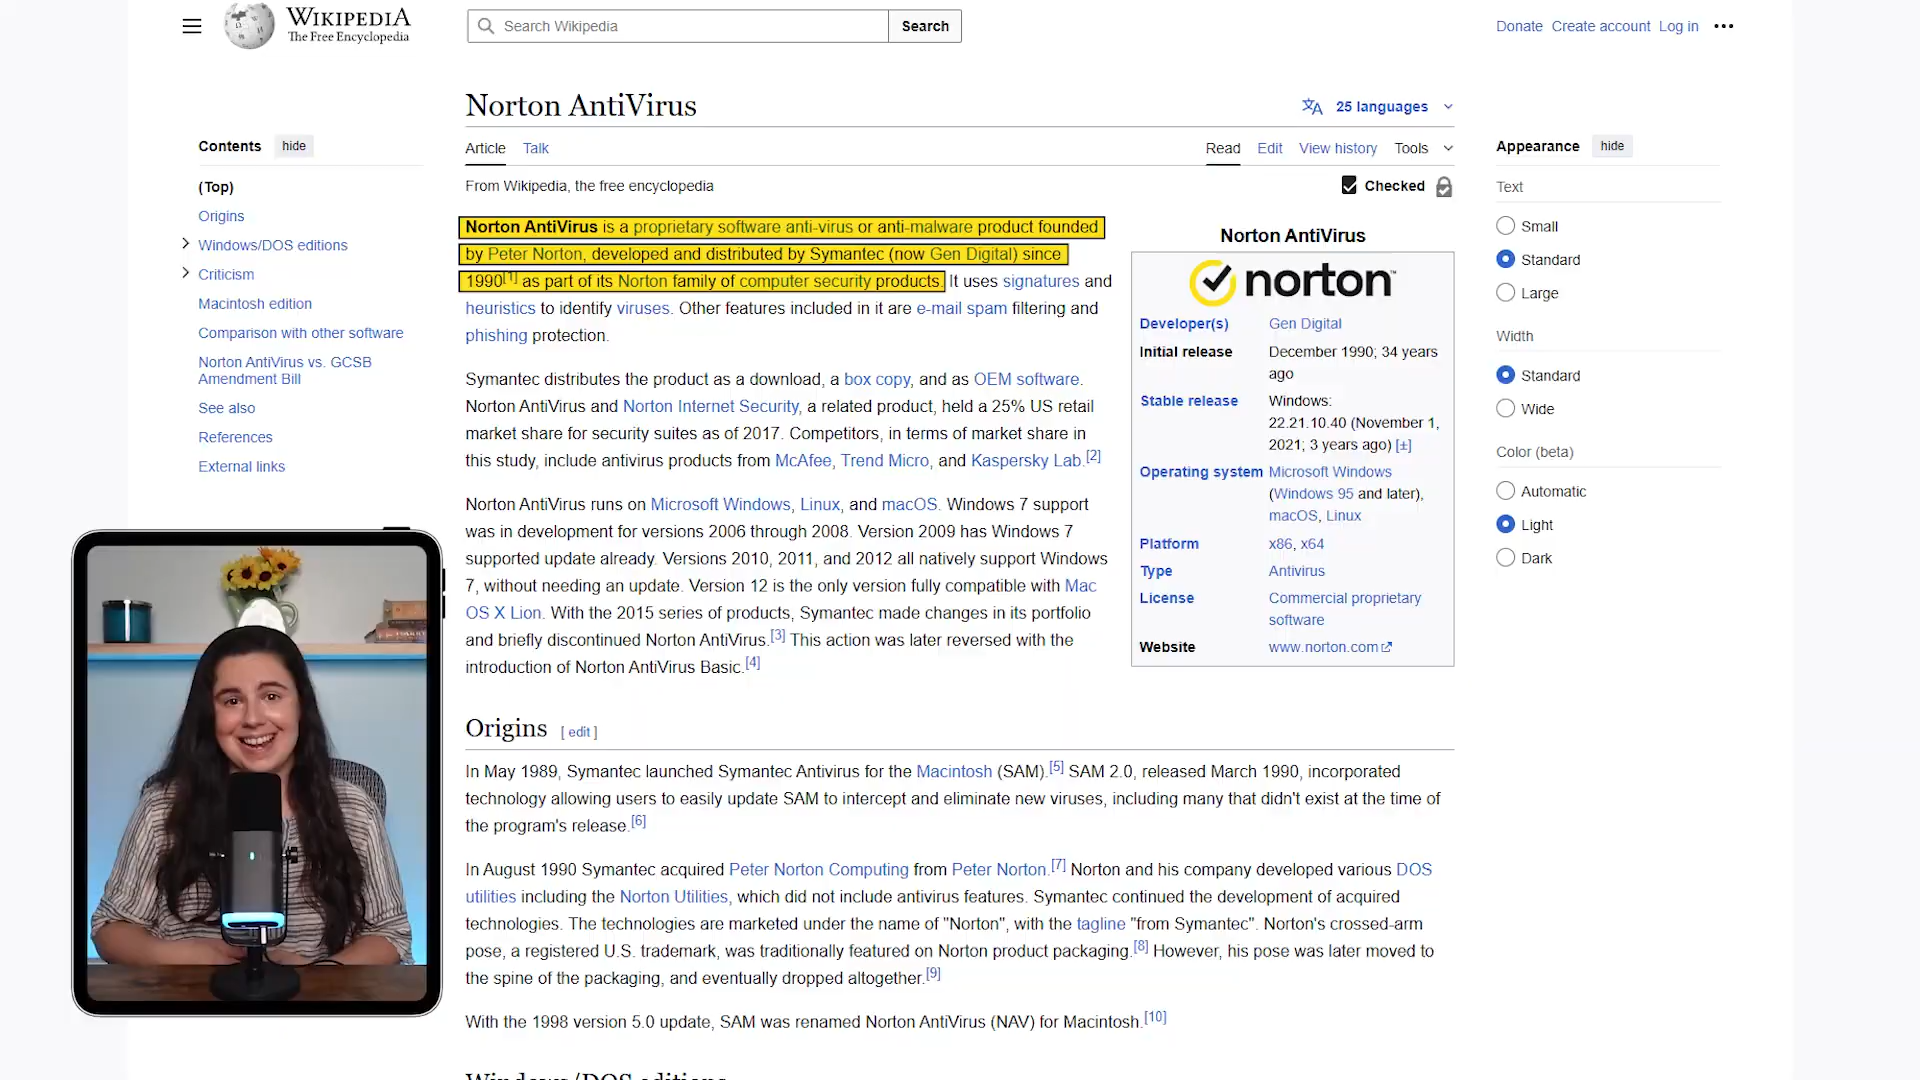 WIKIPEDIA
The Free Encyclopedia
Search Wikipedia
Search
Donate Create account Log in
Norton AntiVirus
25 languages
Contents hide
(Top)
Origins
Windows/DOS editions
Criticism
Macintosh edition
Comparison with other software
Norton AntiVirus vs. GCSB
Amendment Bill
See also
References
External links
Article Talk
Read Edit View history Tools
From Wikipedia, the free encyclopedia
Checked
Norton AntiVirus is a proprietary software anti-virus or anti-malware product founded
by Peter Norton, developed and distributed by Symantec (now Gen Digital) since
1990[1] as part of its Norton family of computer security products. It uses signatures and
heuristics to identify viruses. Other features included in it are e-mail spam filtering and
phishing protection.
Symantec distributes the product as a download, a box copy, and as OEM software.
Norton AntiVirus and Norton Internet Security, a related product, held a 25% US retail
market share for security suites as of 2017. Competitors, in terms of market share in
this study, include antivirus products from McAfee, Trend Micro, and Kaspersky Lab.[2]
Norton AntiVirus runs on Microsoft Windows, Linux, and macOS. Windows 7 support
was in development for versions 2006 through 2008. Version 2009 has Windows 7
supported update already. Versions 2010, 2011, and 2012 all natively support Windows
7, without needing an update. Version 12 is the only version fully compatible with Mac
OS X Lion. With the 2015 series of products, Symantec made changes in its portfolio
and briefly discontinued Norton AntiVirus.[3] This action was later reversed with the
introduction of Norton AntiVirus Basic.[4]
Norton AntiVirus
norton™
Developer(s) Gen Digital
Initial release December 1990; 34 years
ago
Stable release Windows:
22.21.10.40 (November 1,
2021; 3 years ago) [±]
Operating system Microsoft Windows
(Windows 95 and later),
macOS, Linux
Platform x86, x64
Type Antivirus
License Commercial proprietary
software
Website www.norton.com
Origins [ edit ]
In May 1989, Symantec launched Symantec Antivirus for the Macintosh (SAM).[5] SAM 2.0, released March 1990, incorporated
technology allowing users to easily update SAM to intercept and eliminate new viruses, including many that didn't exist at the time of
the program's release.[6]
In August 1990 Symantec acquired Peter Norton Computing from Peter Norton.[7] Norton and his company developed various DOS
utilities including the Norton Utilities, which did not include antivirus features. Symantec continued the development of acquired
technologies. The technologies are marketed under the name of "Norton", with the tagline "from Symantec". Norton's crossed-arm
pose, a registered U.S. trademark, was traditionally featured on Norton product packaging.[8] However, his pose was later moved to
the spine of the packaging, and eventually dropped altogether.[9]
With the 1998 version 5.0 update, SAM was renamed Norton AntiVirus (NAV) for Macintosh.[10]
Windows/DOS editions
Appearance hide
Text
Small
Standard
Large
Width
Standard
Wide
Color (beta)
Automatic
Light
Dark